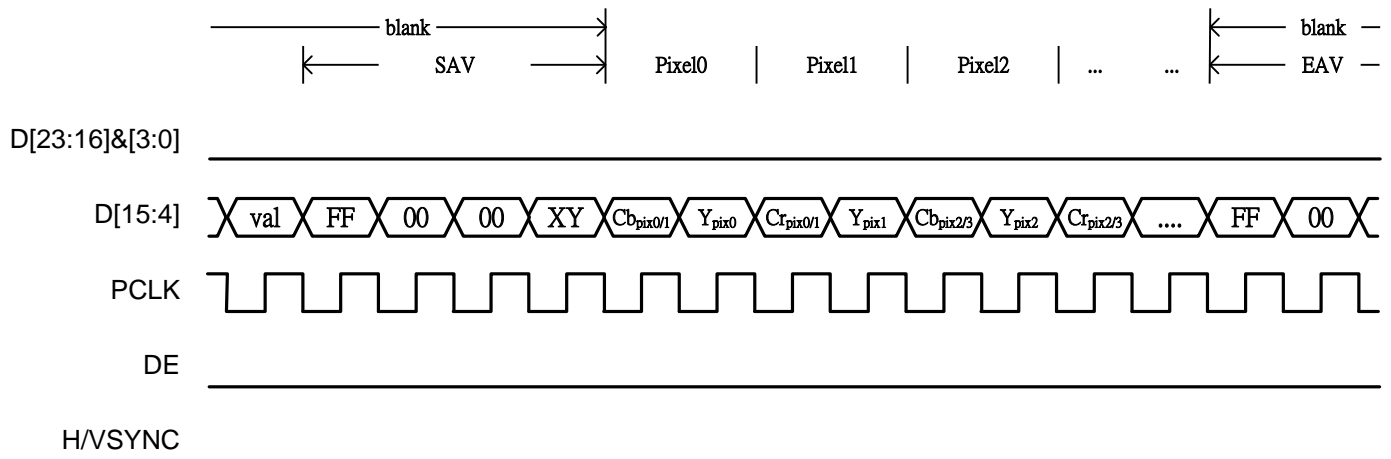 blank blank
SAV Pixel0 Pixel1 Pixel2 ... ... EAV
D[23:16]&[3:0]
D[15:4] val FF 00 00 XY Cbpix0/1 Ypix0 Crpix0/1 Ypix1 Cbpix2/3 Ypix2 Crpix2/3 .... FF 00
PCLK
DE
H/VSYNC